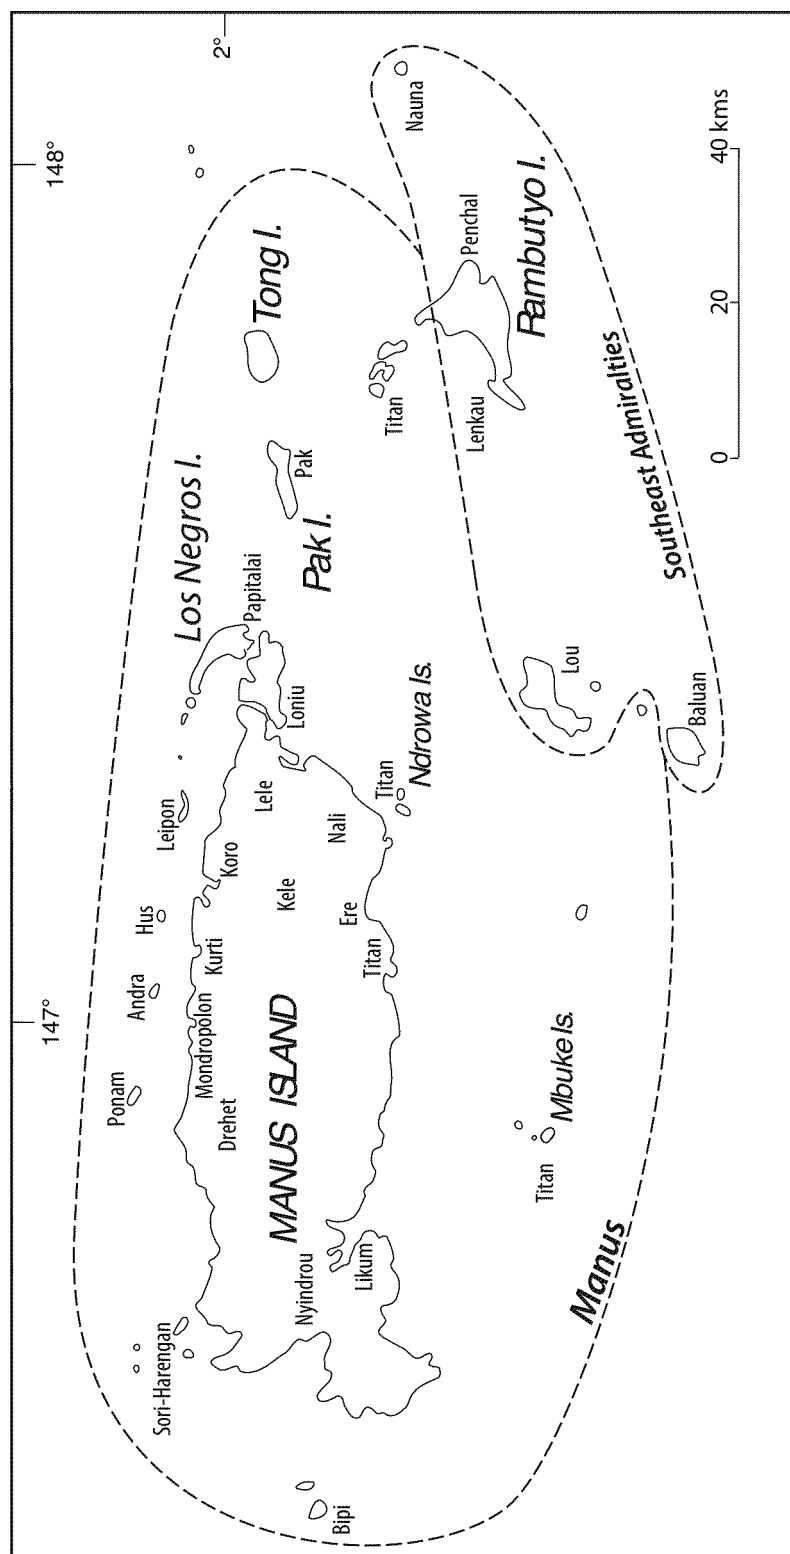 147°
148°
2°
Ponam
Andra
Hus
Leipon
Los Negros I.
Tong I.
Sori-Harengan
Mondropolon
Kurti
Koro
Lele
Papitalai
Drehet
Kele
Loniu
Pak
Pak I.
MANUS ISLAND
Nyindrou
Bipi
Likum
Ere
Nali
Titan
Titan
Ndrowa Is.
Titan
Nauna
Lenkau
Penchal
Rambutyo I.
Titan
Mbuke Is.
Lou
Baluan
Manus
Southeast Admiralties
0
20
40 kms